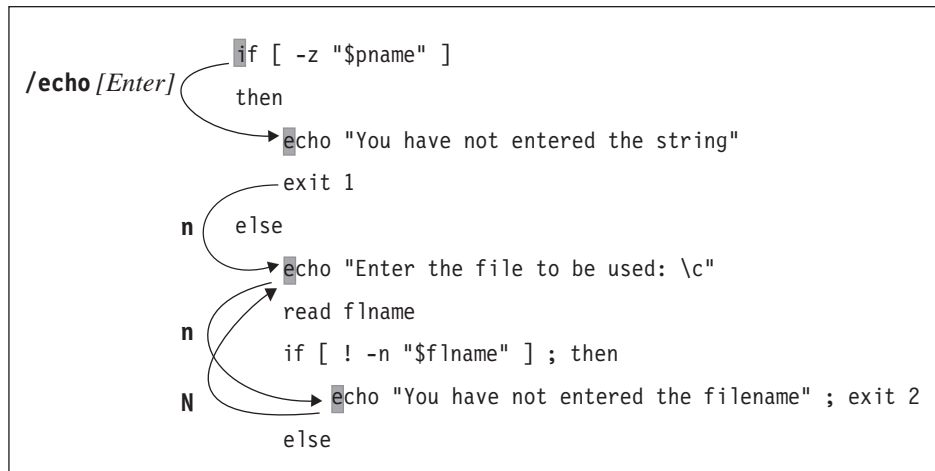 if [ -z "$pname" ]
/echo [Enter]
then
echo "You have not entered the string"
exit 1
n
else
echo "Enter the file to be used: \c"
read flname
n
if [ ! -n "$flname" ] ; then
N
echo "You have not entered the filename" ; exit 2
else